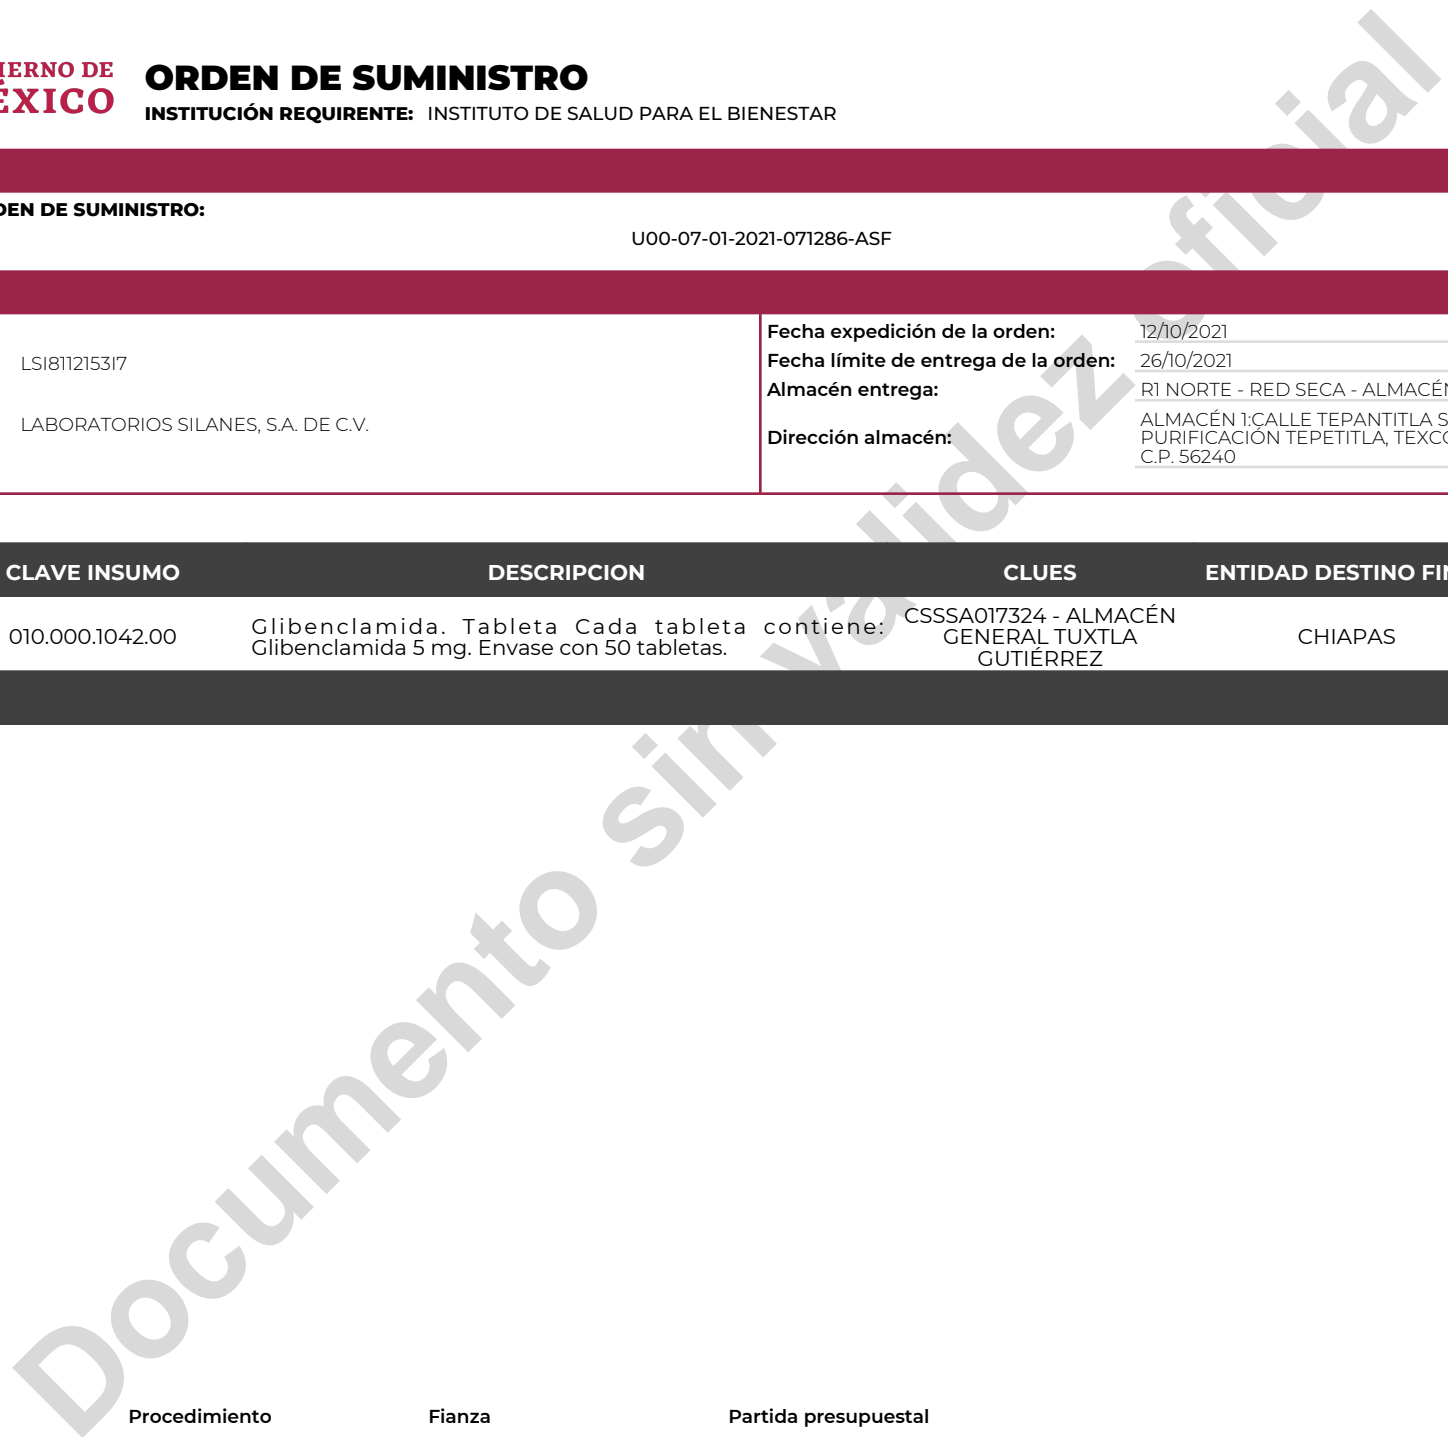 IERNO DE
ÉXICO
ORDEN DE SUMINISTRO
INSTITUCIÓN REQUIRENTE: INSTITUTO DE SALUD PARA EL BIENESTAR
DEN DE SUMINISTRO:
U00-07-01-2021-071286-ASF
LSI8112153I7
LABORATORIOS SILANES, S.A. DE C.V.
Fecha expedición de la orden: 12/10/2021
Fecha límite de entrega de la orden: 26/10/2021
Almacén entrega: R1 NORTE - RED SECA - ALMACÉN
Dirección almacén: ALMACÉN 1:CALLE TEPANTITLA S
PURIFICACIÓN TEPETITLA, TEXCO
C.P. 56240
CLAVE INSUMO DESCRIPCION CLUES ENTIDAD DESTINO FIN
010.000.1042.00
Glibenclamida. Tableta Cada tableta contiene:
Glibenclamida 5 mg. Envase con 50 tabletas.
CSSSA017324 - ALMACÉN
GENERAL TUXTLA
GUTIÉRREZ
CHIAPAS
Documento sin validez oficial
Procedimiento Fianza Partida presupuestal